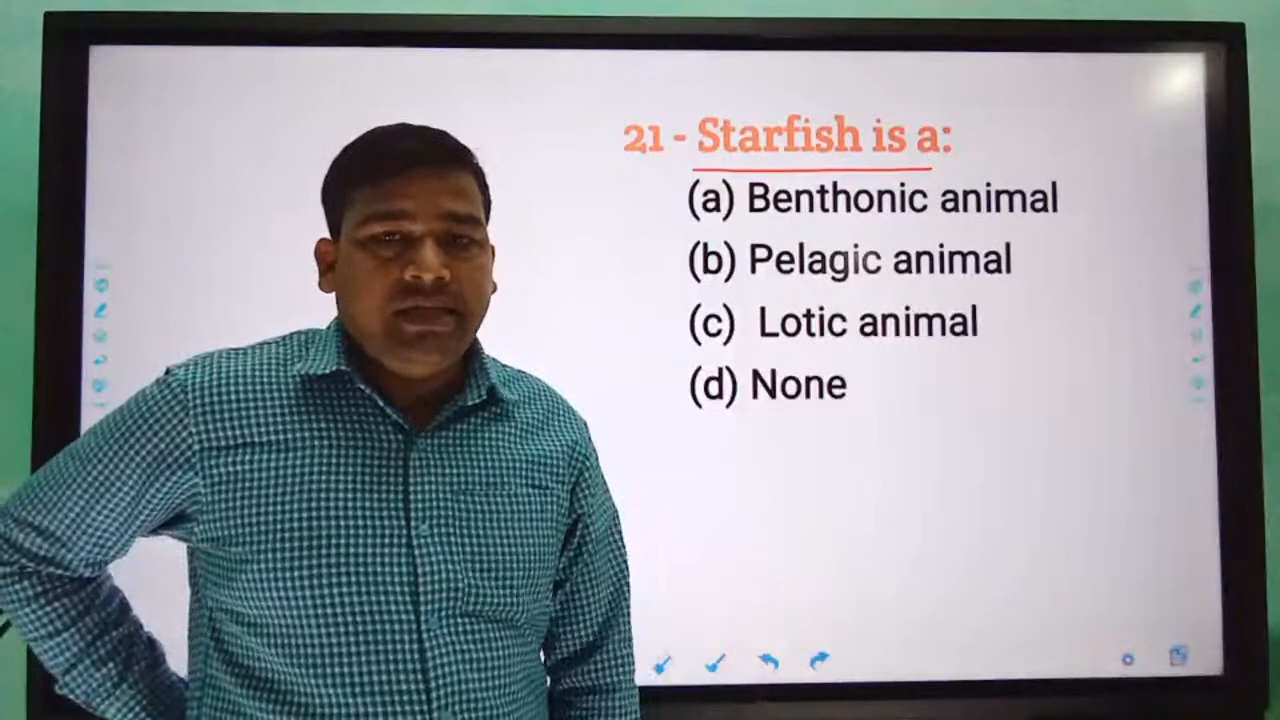 21 - Starfish is a:
(a) Benthonic animal
(b) Pelagic animal
(c) Lotic animal
(d) None